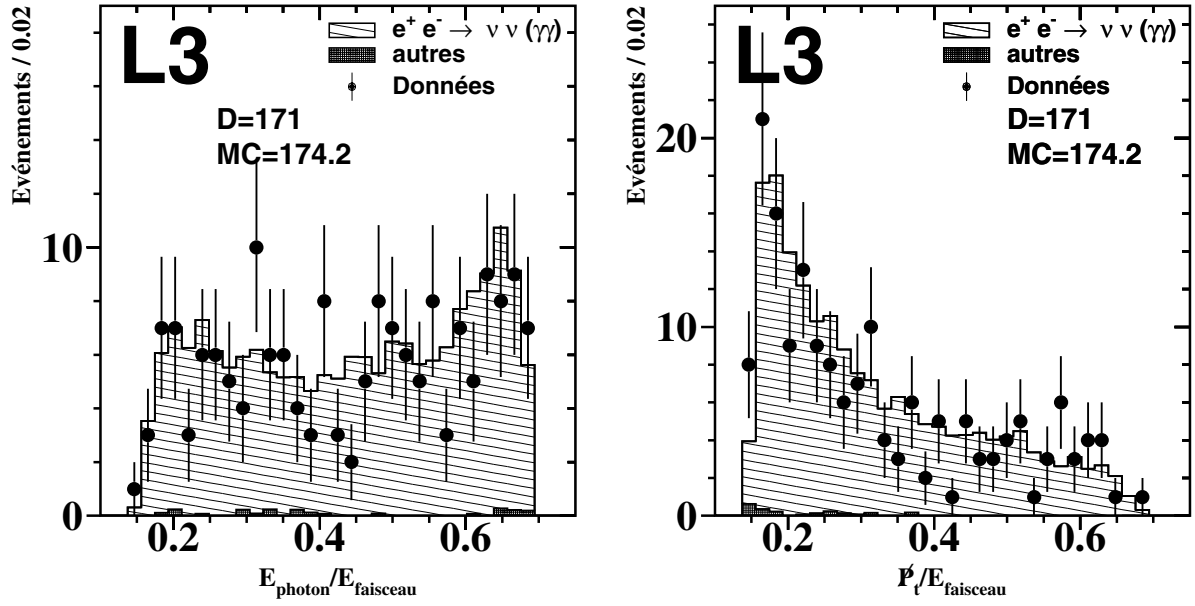 Evénements / 0.02
L3
e+ e- → ν ν (γγ)
autres
Données
D=171
MC=174.2
10
0
0.2 0.4 0.6
E_photon/E_faisceau
Evénements / 0.02
L3
e+ e- → ν ν (γγ)
autres
Données
D=171
MC=174.2
20
10
0
0.2 0.4 0.6
P̸_t/E_faisceau